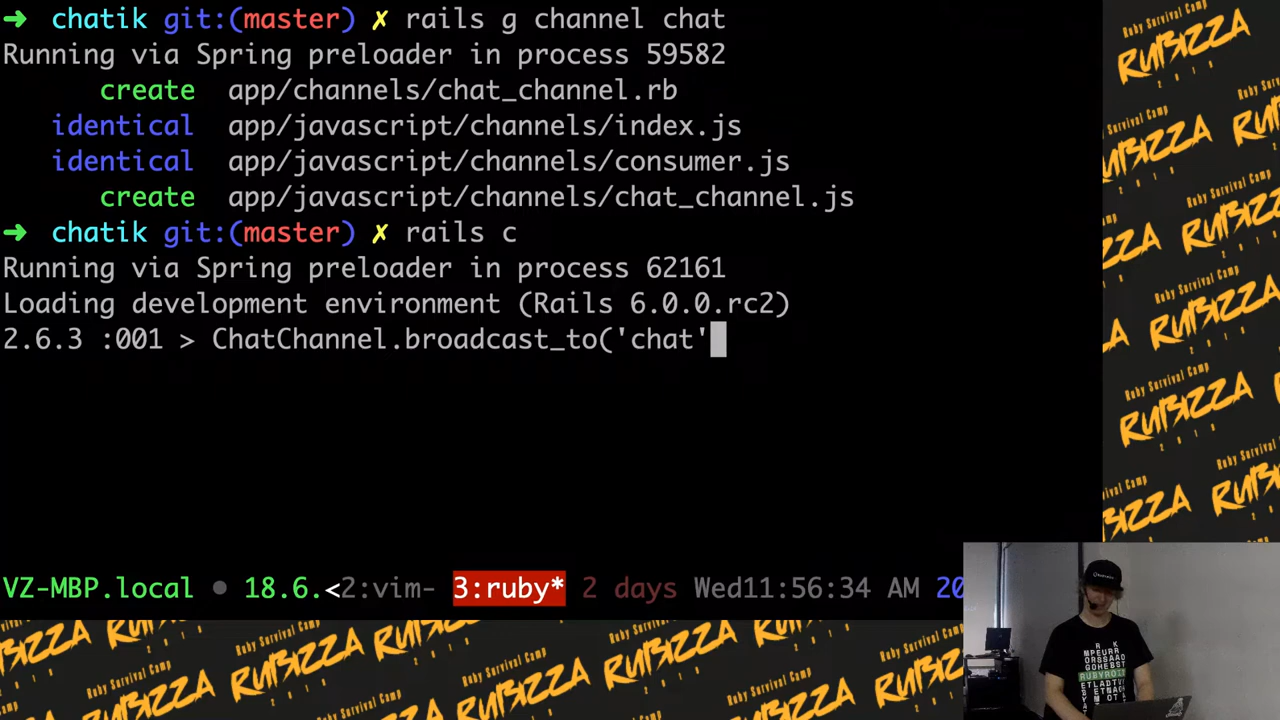 ➜ chatik git:(master) ✗ rails g channel chat
Running via Spring preloader in process 59582
create app/channels/chat_channel.rb
identical app/javascript/channels/index.js
identical app/javascript/channels/consumer.js
create app/javascript/channels/chat_channel.js
➜ chatik git:(master) ✗ rails c
Running via Spring preloader in process 62161
Loading development environment (Rails 6.0.0.rc2)
2.6.3 :001 > ChatChannel.broadcast_to('chat'
VZ-MBP.local ● 18.6.<2:vim- 3:ruby* 2 days Wed11:56:34 AM 20
Ruby Survival Camp
RUBIZZA
2019